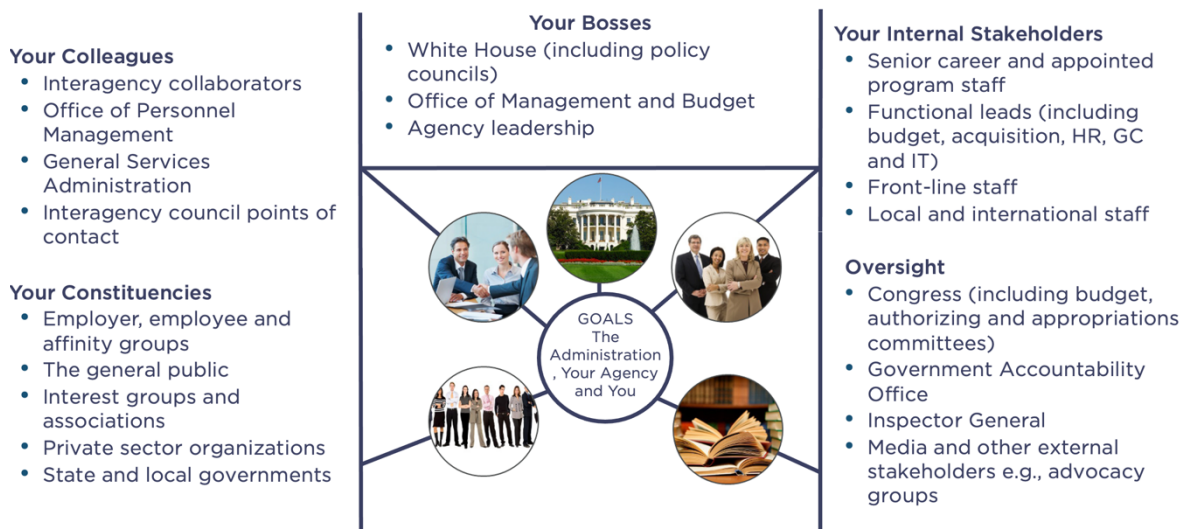 Your Colleagues
• Interagency collaborators
• Office of Personnel
Management
• General Services
Administration
• Interagency council points of
contact
Your Constituencies
• Employer, employee and
affinity groups
• The general public
• Interest groups and
associations
• Private sector organizations
• State and local governments
Your Bosses
• White House (including policy
councils)
• Office of Management and Budget
• Agency leadership
GOALS
The
Administration
, Your Agency
and You
Your Internal Stakeholders
• Senior career and appointed
program staff
• Functional leads (including
budget, acquisition, HR, GC
and IT)
• Front-line staff
• Local and international staff
Oversight
• Congress (including budget,
authorizing and appropriations
committees)
• Government Accountability
Office
• Inspector General
• Media and other external
stakeholders e.g., advocacy
groups